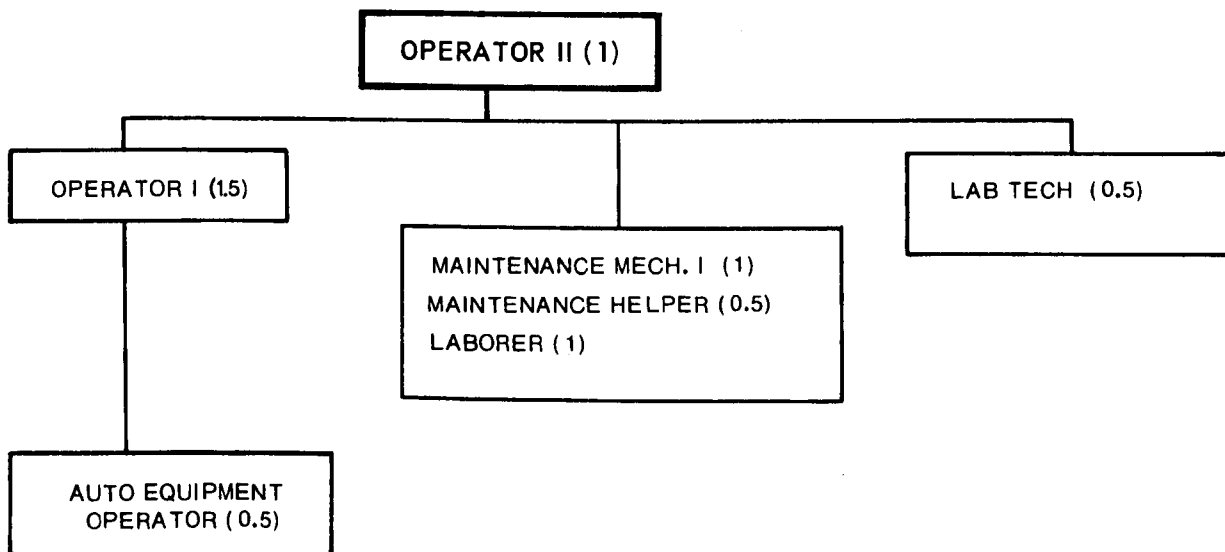 OPERATOR II (1)
OPERATOR I (1.5)
LAB TECH (0.5)
MAINTENANCE MECH. I (1)
MAINTENANCE HELPER (0.5)
LABORER (1)
AUTO EQUIPMENT
OPERATOR (0.5)